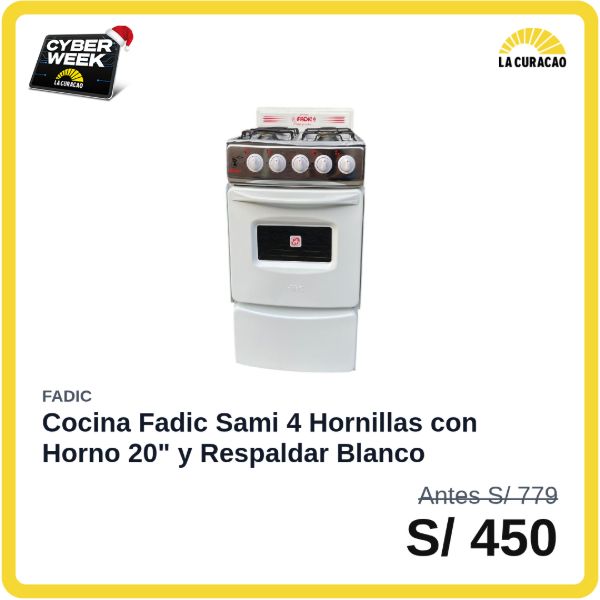 CYBER
WEEK
LA CURACAO
LA CURACAO
FADIC
FADIC
Cocina Fadic Sami 4 Hornillas con
Horno 20" y Respaldar Blanco
Antes S/ 779
S/ 450